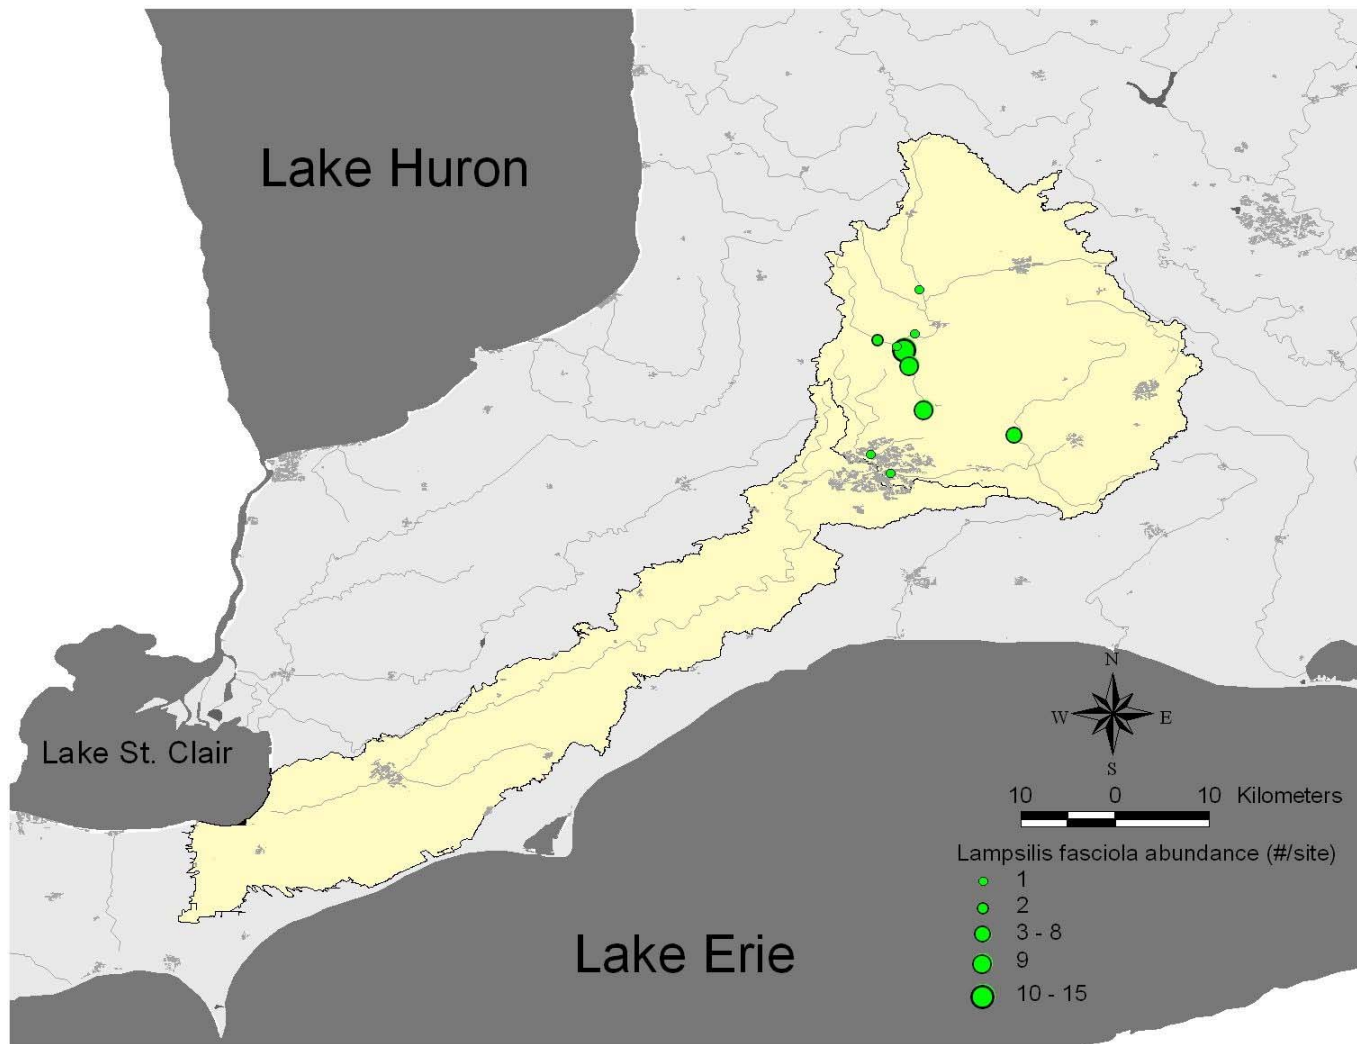 Lake Huron
Lake St. Clair
N
W E
S
10 0 10 Kilometers
Lampsilis fasciola abundance (#/site)
1
2
3 - 8
9
10 - 15
Lake Erie